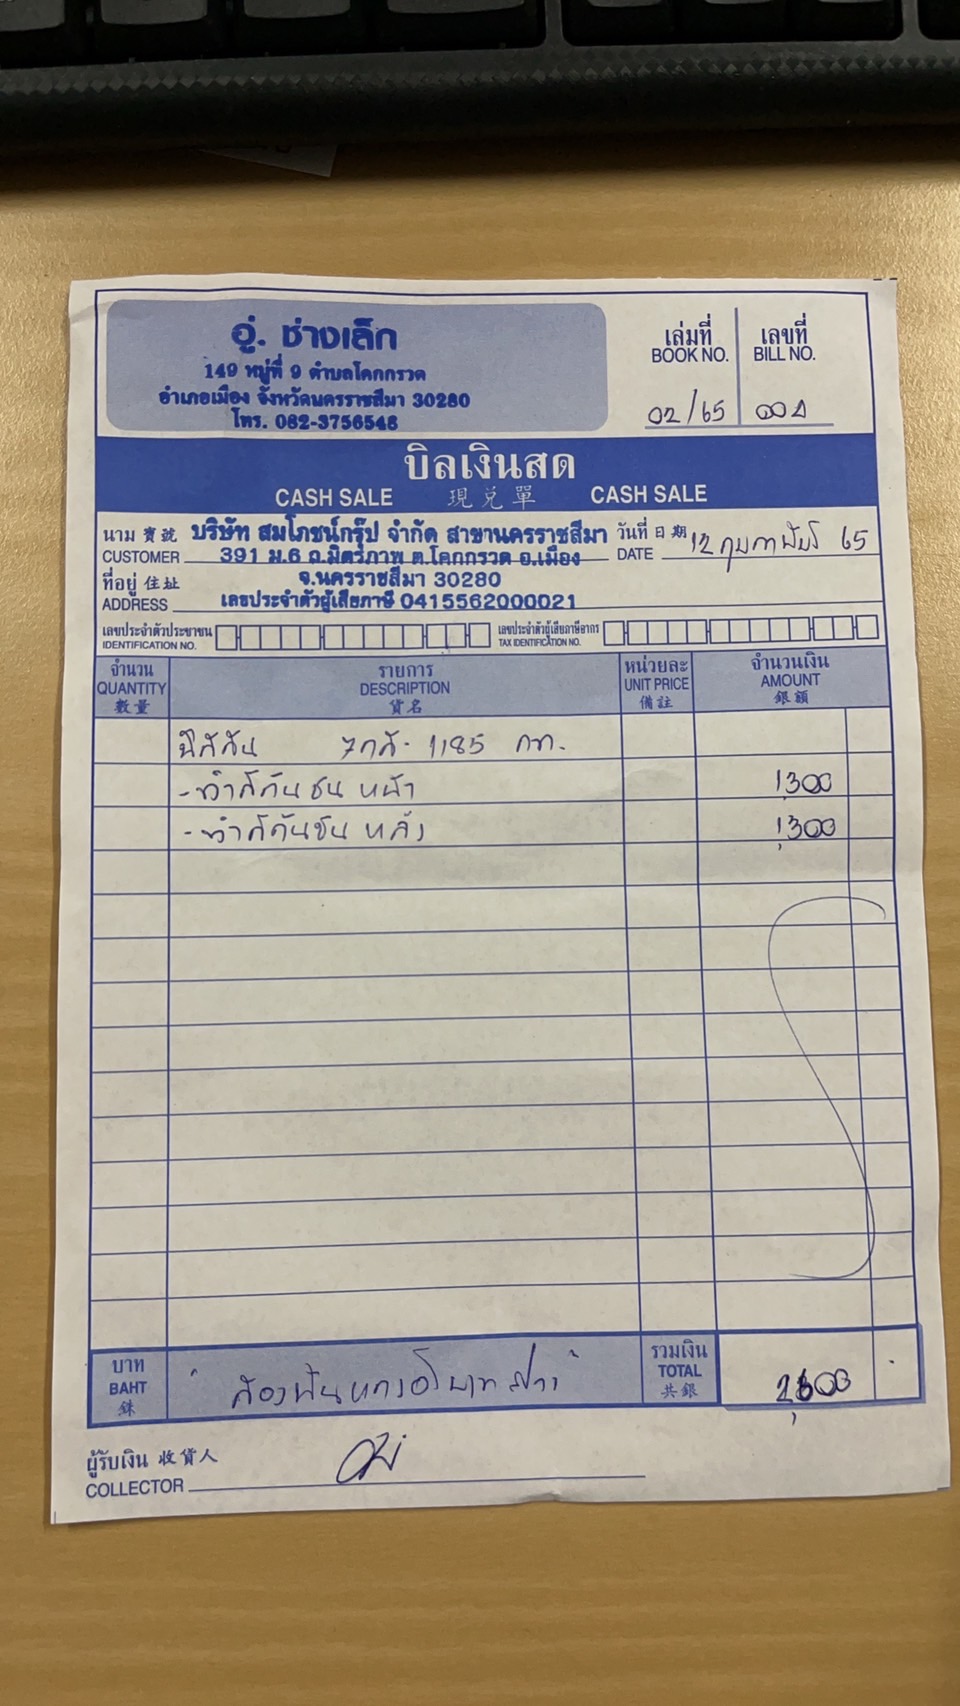 อู่. ช่างเล็ก
149 หมู่ที่ 9 ตำบลโคกกรวด
อำเภอเมือง จังหวัดนครราชสีมา 30280
โทร. 082-3756546
เล่มที่ เลขที่
BOOK NO. BILL NO.
02/65 001
บิลเงินสด
CASH SALE 現兌單 CASH SALE
นาม 寶號 บริษัท สมโภชน์กรุ๊ป จำกัด สาขานครราชสีมา วันที่ 日期 12 กุมภาพันธ์ 65
CUSTOMER 391 ม.6 ถ.มิตรภาพ ต.โคกกรวด อ.เมือง DATE
ที่อยู่ 住址 จ.นครราชสีมา 30280
ADDRESS เลขประจำตัวผู้เสียภาษี 0415562000021
เลขประจำตัวประชาชน เลขประจำตัวผู้เสียภาษีอากร
IDENTIFICATION NO. TAX IDENTIFICATION NO.
จำนวน รายการ หน่วยละ จำนวนเงิน
QUANTITY DESCRIPTION UNIT PRICE AMOUNT
數量 貨名 備註 銀額
นิสสัน 7กส. 1185 กท.
-ทำสีกันชน หน้า 1,300
-ทำสีกันชน หลัง 1,300
บาท รวมเงิน
BAHT สองพันหกร้อยบาท TOTAL 2,600
銖 共銀
ผู้รับเงิน 收貨人
COLLECTOR